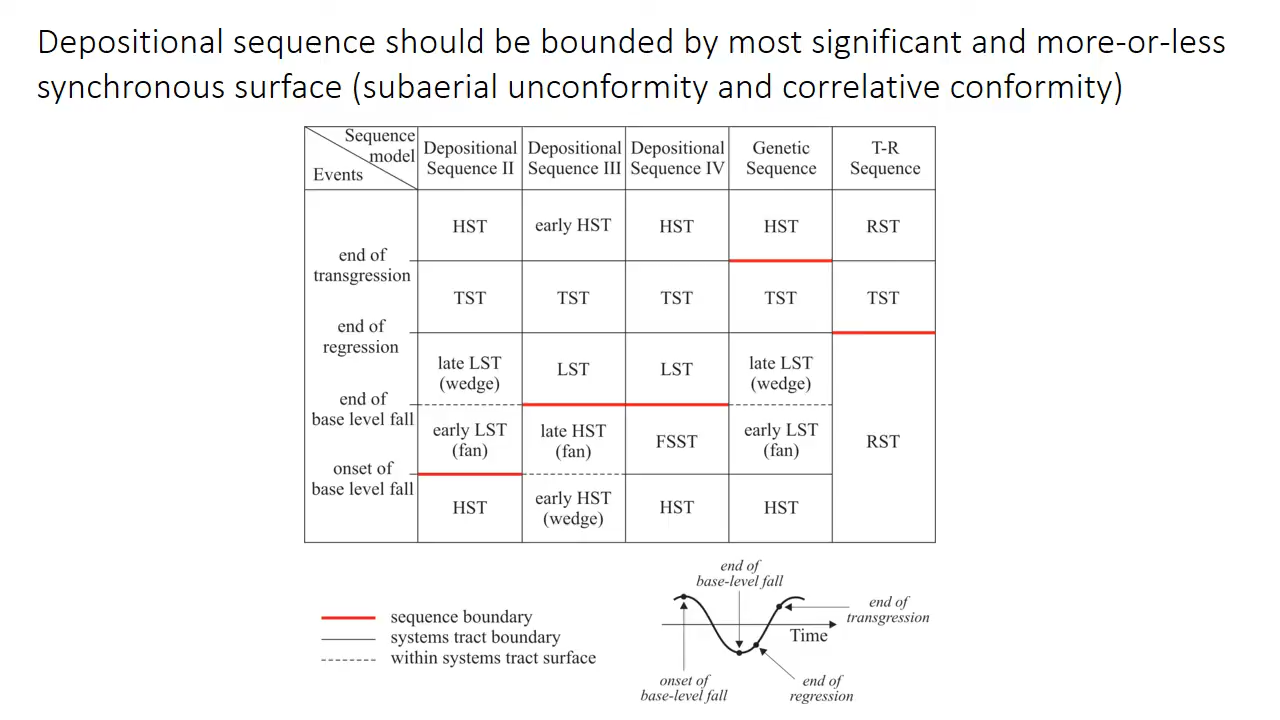 Depositional sequence should be bounded by most significant and more-or-less
synchronous surface (subaerial unconformity and correlative conformity)
Sequence
model
Events
Depositional
Sequence II
Depositional
Sequence III
Depositional
Sequence IV
Genetic
Sequence
T-R
Sequence
HST
early HST
HST
HST
RST
end of
transgression
TST
TST
TST
TST
TST
end of
regression
late LST
(wedge)
LST
LST
late LST
(wedge)
end of
base level fall
early LST
(fan)
late HST
(fan)
FSST
early LST
(fan)
RST
onset of
base level fall
HST
early HST
(wedge)
HST
HST
sequence boundary
systems tract boundary
within systems tract surface
end of
base-level fall
end of
transgression
Time
onset of
base-level fall
end of
regression